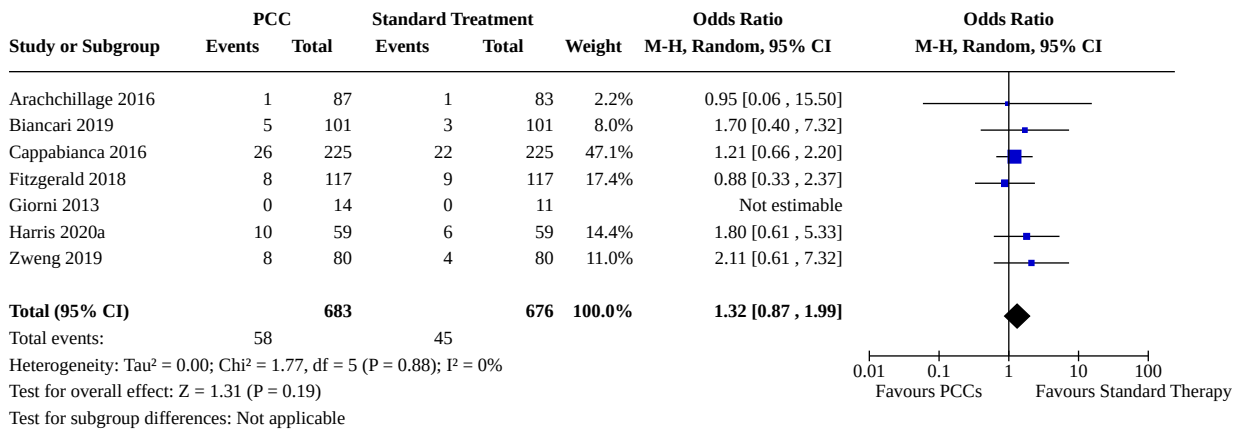 PCC Standard Treatment Odds Ratio Odds Ratio
Study or Subgroup Events Total Events Total Weight M-H, Random, 95% CI M-H, Random, 95% CI
Arachchillage 2016 1 87 1 83 2.2% 0.95 [0.06 , 15.50]
Biancari 2019 5 101 3 101 8.0% 1.70 [0.40 , 7.32]
Cappabianca 2016 26 225 22 225 47.1% 1.21 [0.66 , 2.20]
Fitzgerald 2018 8 117 9 117 17.4% 0.88 [0.33 , 2.37]
Giorni 2013 0 14 0 11 Not estimable
Harris 2020a 10 59 6 59 14.4% 1.80 [0.61 , 5.33]
Zweng 2019 8 80 4 80 11.0% 2.11 [0.61 , 7.32]
Total (95% CI) 683 676 100.0% 1.32 [0.87 , 1.99]
Total events: 58 45
Heterogeneity: Tau² = 0.00; Chi² = 1.77, df = 5 (P = 0.88); I² = 0%
0.01 0.1 1 10 100
Test for overall effect: Z = 1.31 (P = 0.19) Favours PCCs Favours Standard Therapy
Test for subgroup differences: Not applicable